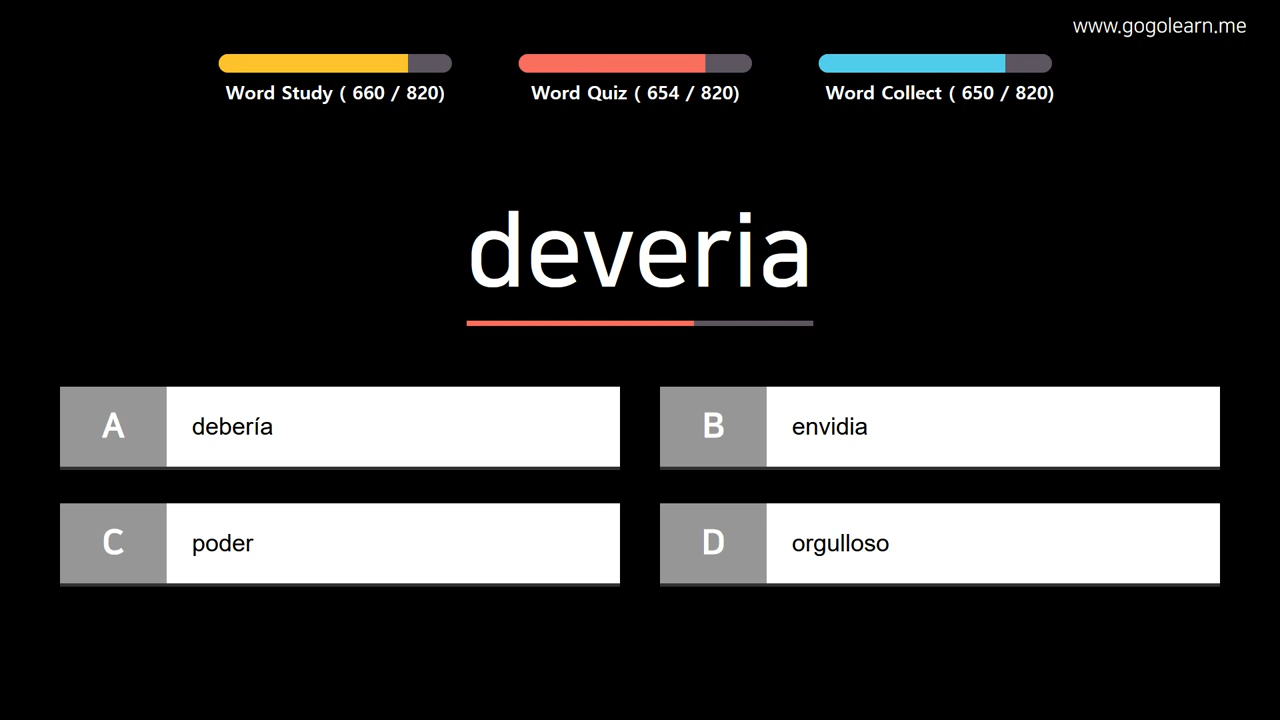 www.gogolearn.me
Word Study ( 660 / 820)
Word Quiz ( 654 / 820)
Word Collect ( 650 / 820)
deveria
A debería
B envidia
C poder
D orgulloso